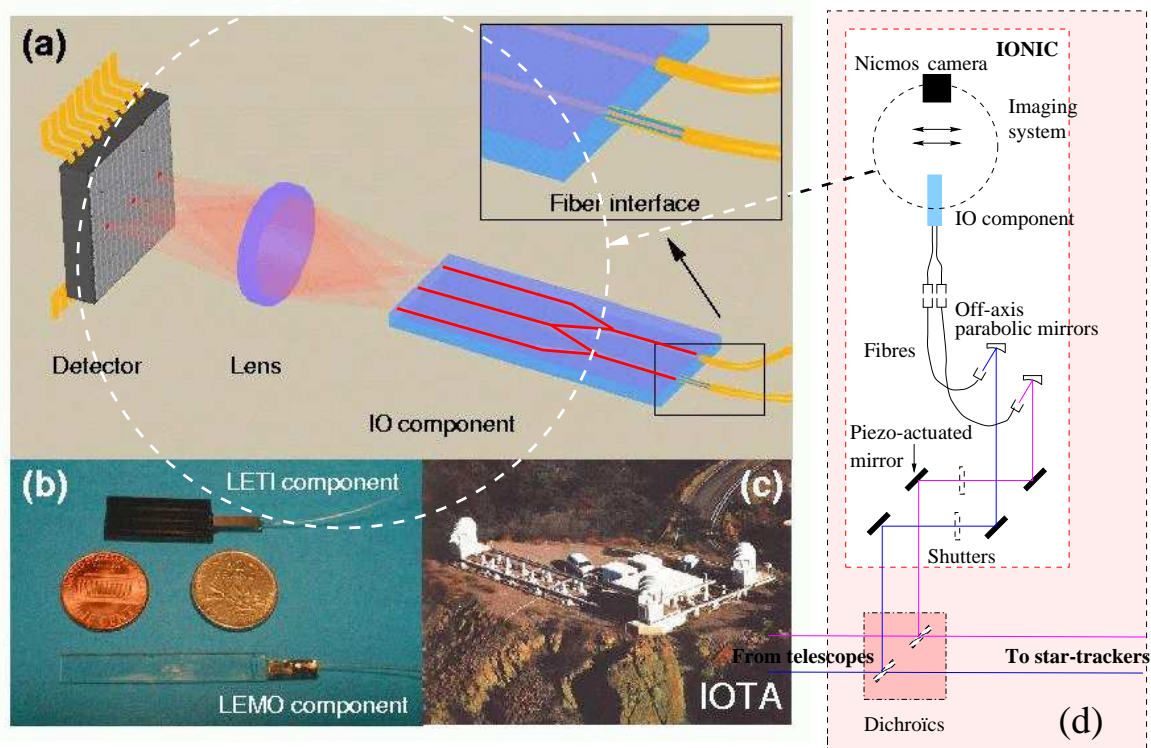 (a)
Fiber interface
Detector
Lens
IO component
(b)
LETI component
LEMO component
(c)
IOTA
IONIC
Nicmos camera
Imaging
system
IO component
Off-axis
parabolic mirrors
Fibres
Piezo-actuated
mirror
Shutters
From telescopes
To star-trackers
Dichroïcs
(d)